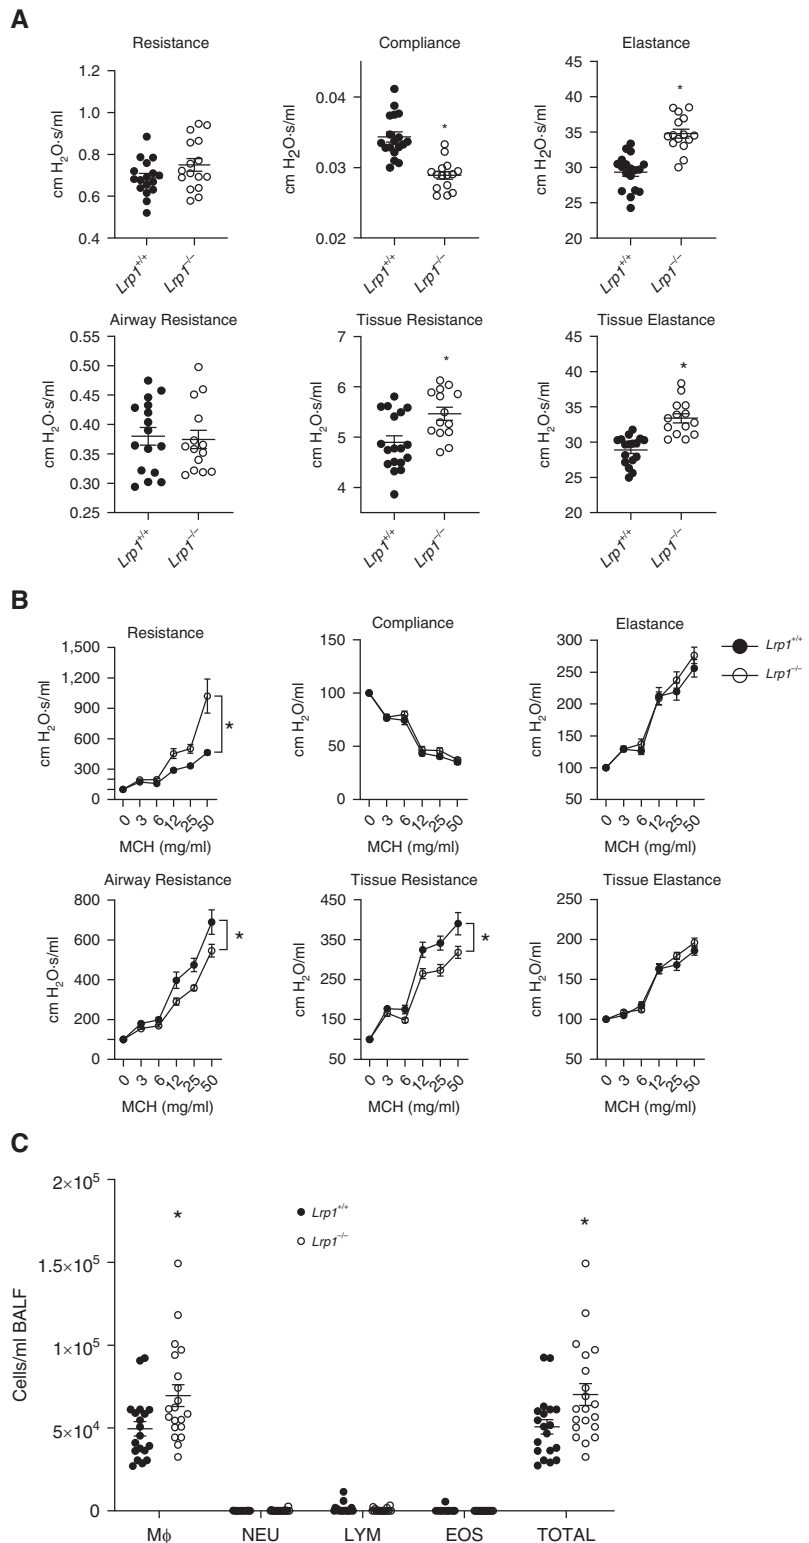 A
Resistance
Compliance
Elastance
cm H2O·s/ml
1.2
1.0
0.8
0.6
0.4
Lrp1+/+
Lrp1−/−
cm H2O·s/ml
0.04
0.03
0.02
*
Lrp1+/+
Lrp1−/−
cm H2O·s/ml
45
40
35
30
25
20
*
Lrp1+/+
Lrp1−/−
Airway Resistance
Tissue Resistance
Tissue Elastance
cm H2O·s/ml
0.55
0.50
0.45
0.40
0.35
0.30
0.25
Lrp1+/+
Lrp1−/−
cm H2O·s/ml
7
6
5
4
*
Lrp1+/+
Lrp1−/−
cm H2O·s/ml
45
40
35
30
25
20
*
Lrp1+/+
Lrp1−/−
B
Resistance
Compliance
Elastance
cm H2O·s/ml
1,500
1,200
900
600
300
0
*
0 3 6 12 25 50
MCH (mg/ml)
cm H2O/ml
150
100
50
0
0 3 6 12 25 50
MCH (mg/ml)
cm H2O/ml
300
250
200
150
100
50
0 3 6 12 25 50
MCH (mg/ml)
Lrp1+/+
Lrp1−/−
Airway Resistance
Tissue Resistance
Tissue Elastance
cm H2O·s/ml
800
600
400
200
0
*
0 3 6 12 25 50
MCH (mg/ml)
cm H2O/ml
450
350
250
150
50
*
0 3 6 12 25 50
MCH (mg/ml)
cm H2O/ml
250
200
150
100
50
0 3 6 12 25 50
MCH (mg/ml)
C
Cells/ml BALF
2×10⁵
1.5×10⁵
1×10⁵
5×10⁴
0
*
Lrp1+/+
Lrp1−/−
*
Mϕ NEU LYM EOS TOTAL